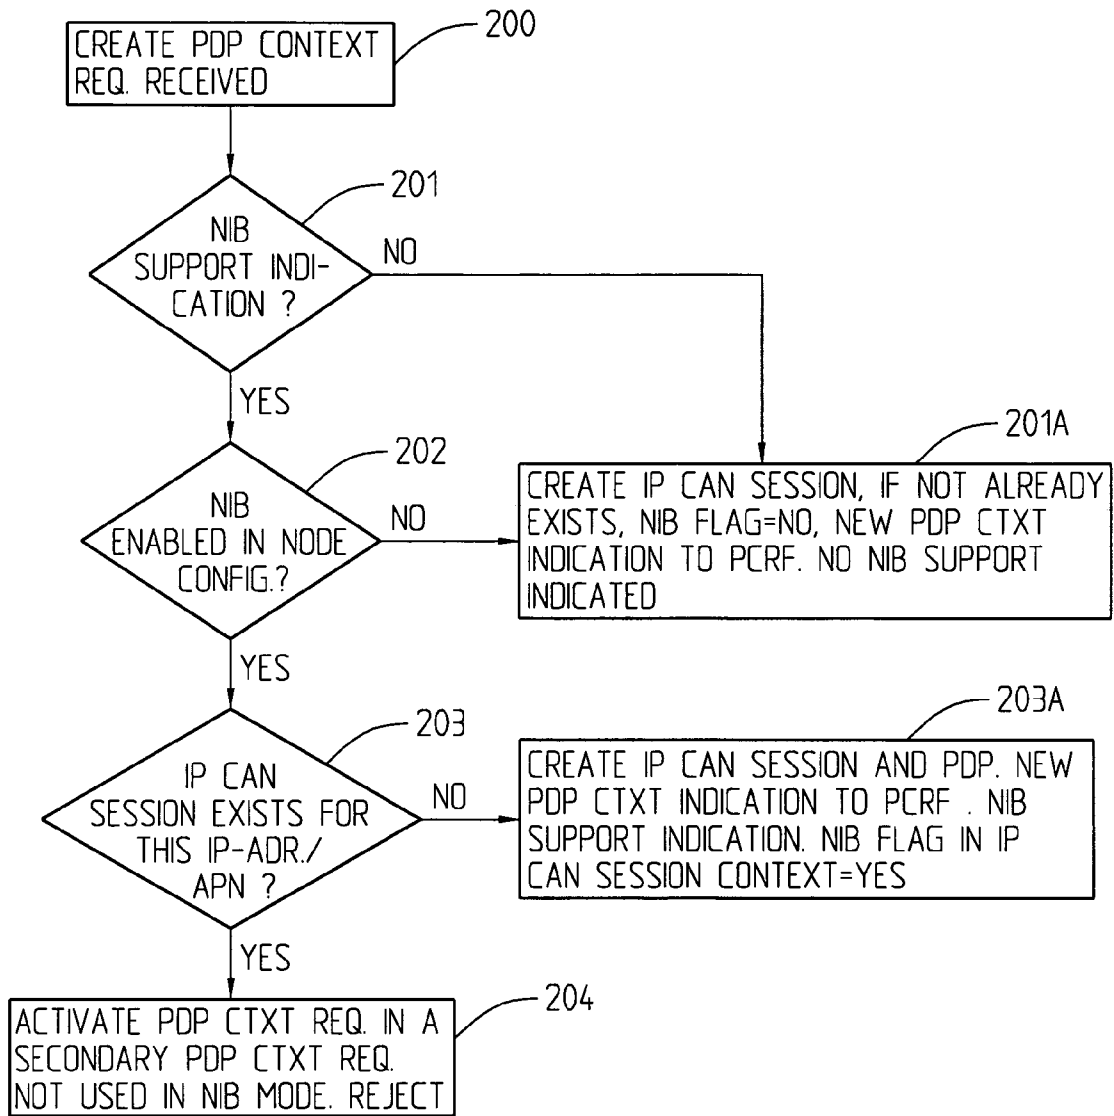 CREATE PDP CONTEXT
REQ. RECEIVED
200
201
NIB
SUPPORT INDI-
CATION ?
NO
YES
202
NIB
ENABLED IN NODE
CONFIG.?
NO
201A
CREATE IP CAN SESSION, IF NOT ALREADY
EXISTS, NIB FLAG=NO, NEW PDP CTXT
INDICATION TO PCRF. NO NIB SUPPORT
INDICATED
YES
203
IP CAN
SESSION EXISTS FOR
THIS IP-ADR./
APN ?
NO
203A
CREATE IP CAN SESSION AND PDP. NEW
PDP CTXT INDICATION TO PCRF . NIB
SUPPORT INDICATION. NIB FLAG IN IP
CAN SESSION CONTEXT=YES
YES
204
ACTIVATE PDP CTXT REQ. IN A
SECONDARY PDP CTXT REQ.
NOT USED IN NIB MODE. REJECT